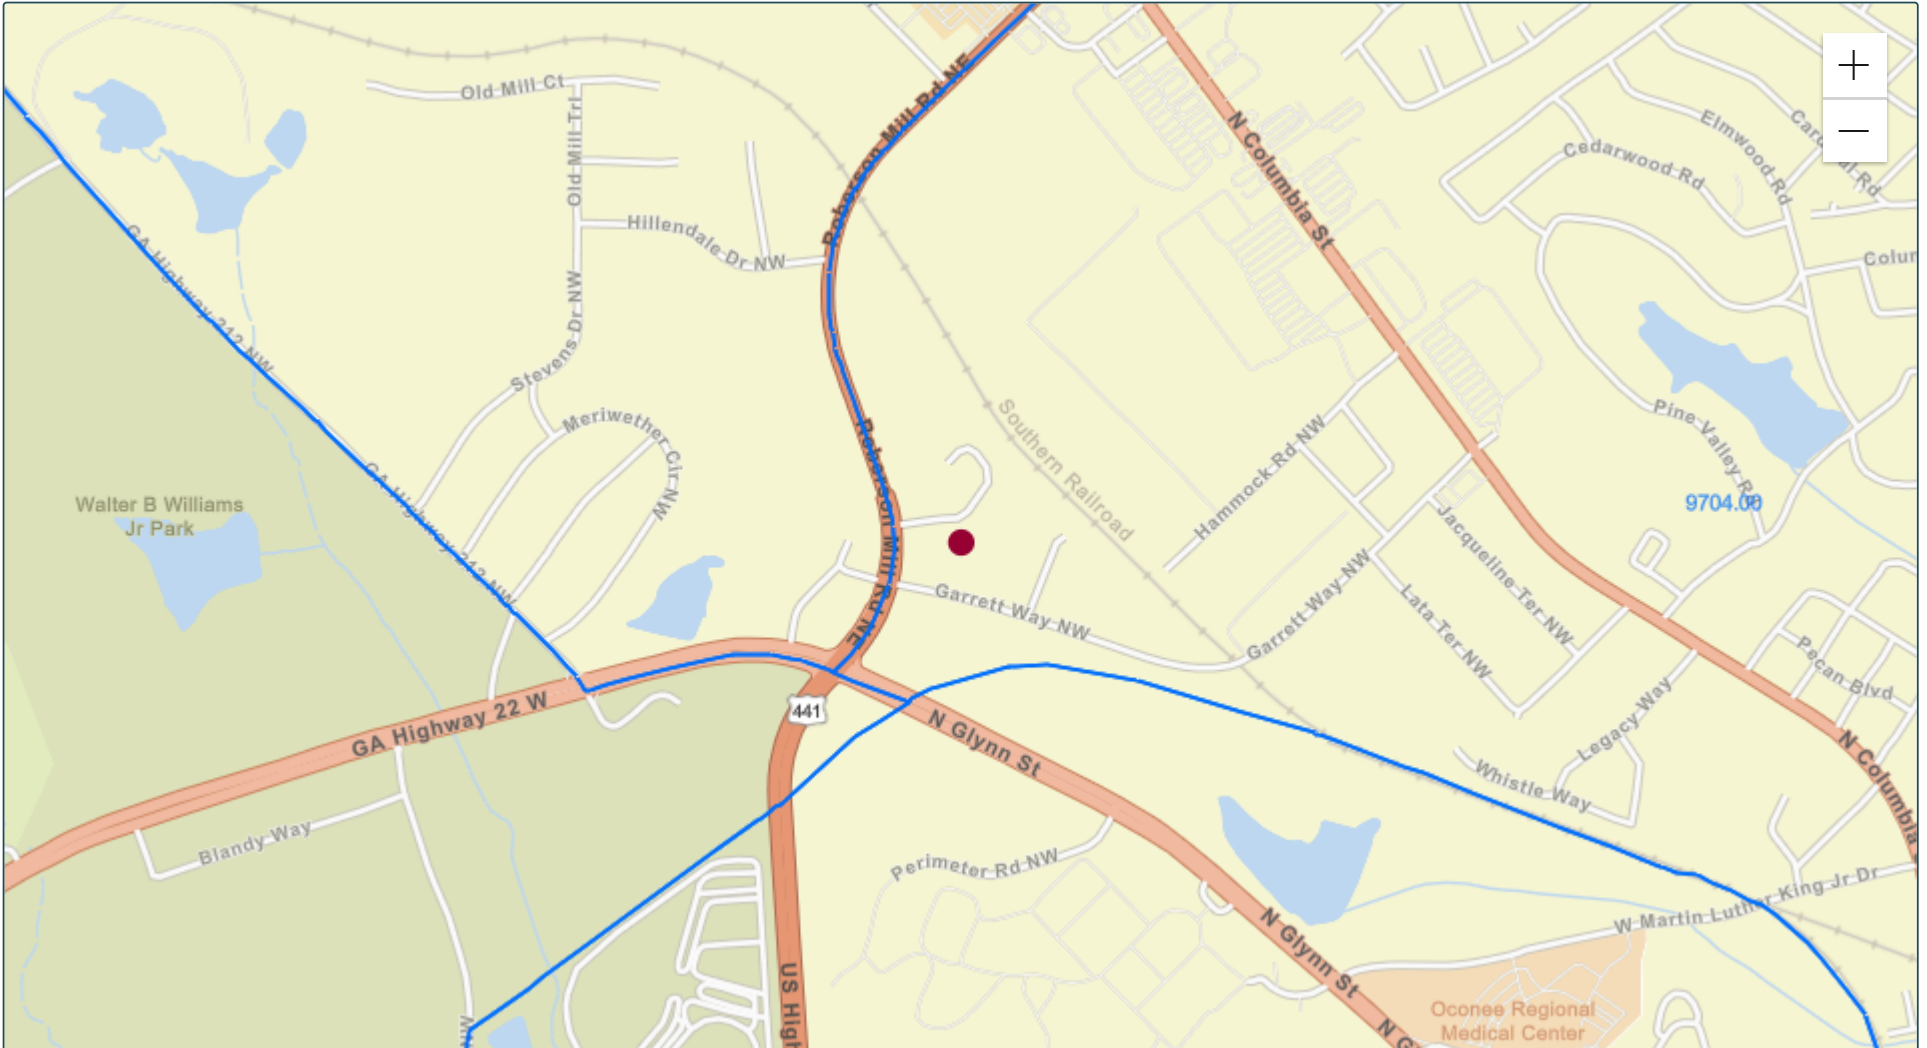 Old Mill Ct
Old Mill Trl
Roberson Mill Rd NE
N Columbia St
Elmwood Rd
Cedarwood Rd
Hillendale Dr NW
GA Highway 212 NW
Colum
Stevens Dr NW
Meriwether Cir NW
Southern Railroad
Roberson Mill Rd NE
Hammock Rd NW
Pine Valley Rd
9704.00
GA Highway 212 NW
Walter B Williams
Jr Park
Jacqueline Ter NW
Garrett Way NW
Garrett Way NW
Lata Ter NW
Pecan Blvd
Legacy Way
441
GA Highway 22 W
N Glynn St
Whistle Way
N Columbia
Blandy Way
Perimeter Rd NW
W Martin Luther King Jr Dr
N Glynn St
US High
Oconee Regional
Medical Center
N G